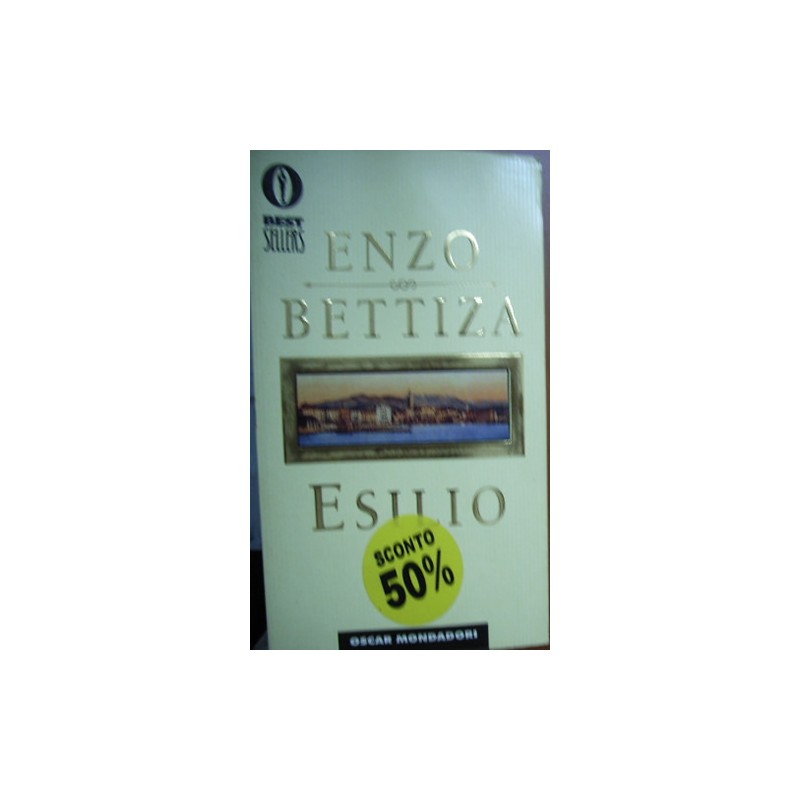 BEST
SELLERS
ENZO
BETTIZA
ESILIO
SCONTO
50%
OSCAR MONDADORI